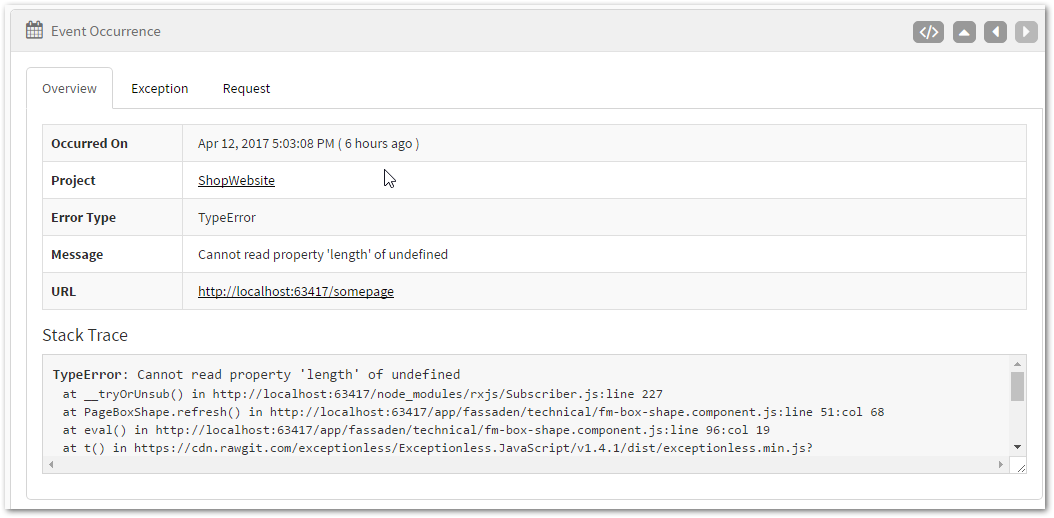 Event Occurrence
Overview Exception Request
Occurred On Apr 12, 2017 5:03:08 PM ( 6 hours ago )
Project ShopWebsite
Error Type TypeError
Message Cannot read property 'length' of undefined
URL http://localhost:63417/somepage
Stack Trace
TypeError: Cannot read property 'length' of undefined
at __tryOrUnsub() in http://localhost:63417/node_modules/rxjs/Subscriber.js:line 227
at PageBoxShape.refresh() in http://localhost:63417/app/fassaden/technical/fm-box-shape.component.js:line 51:col 68
at eval() in http://localhost:63417/app/fassaden/technical/fm-box-shape.component.js:line 96:col 19
at t() in https://cdn.rawgit.com/exceptionless/Exceptionless.JavaScript/v1.4.1/dist/exceptionless.min.js?